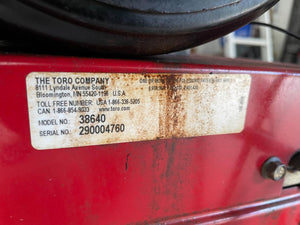 THE TORO COMPANY
8111 Lyndale Avenue South
Bloomington, MN 55420-1196 U.S.A
TOLL FREE NUMBER: USA 1-866-336-5205
CAN. 1-866-854-9033 www.toro.com
MODEL NO. 38640
SERIAL NO. 290004760